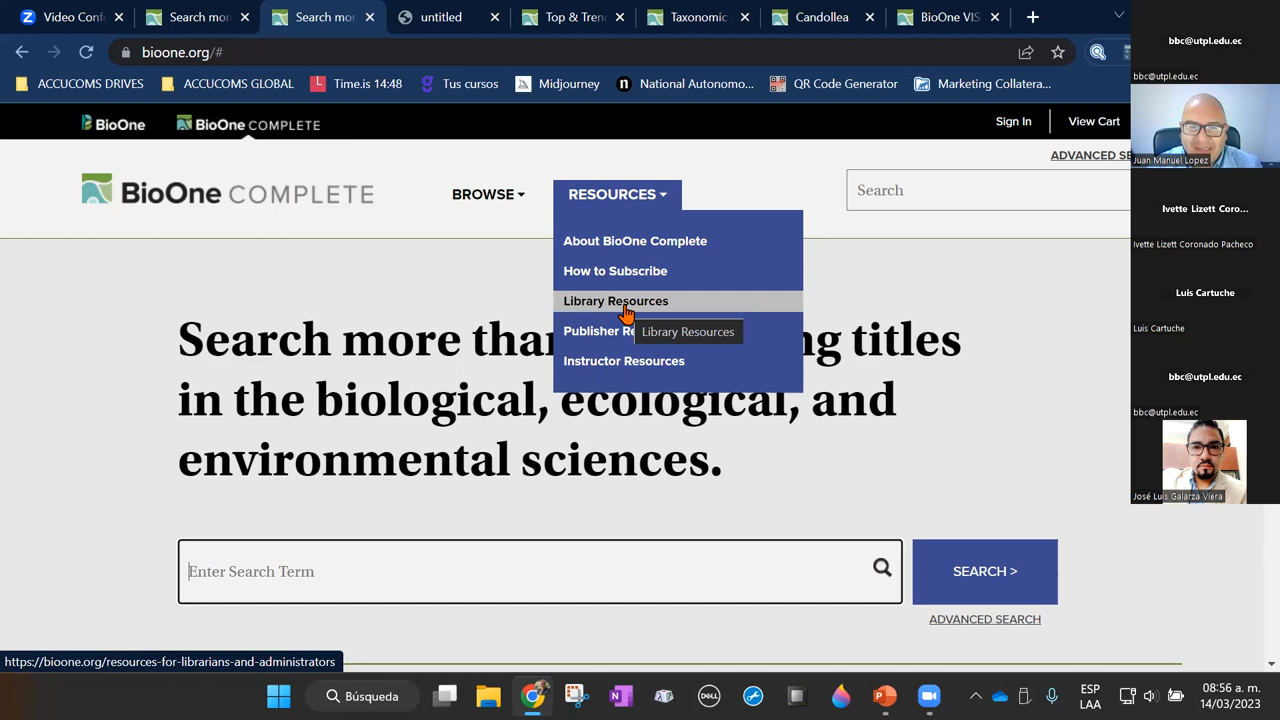 Video Conf
Search mor
Search mor
untitled
Top & Tren
Taxonomic
Candollea
BioOne VIS
bioone.org/#
ACCUCOMS DRIVES
ACCUCOMS GLOBAL
Time.is 14:48
Tus cursos
Midjourney
National Autonomo...
QR Code Generator
Marketing Collatera...
BioOne
BioOne COMPLETE
Sign In
View Cart
ADVANCED SE
BioOne COMPLETE
BROWSE
RESOURCES
Search
About BioOne Complete
How to Subscribe
Library Resources
Library Resources
Publisher Re
Instructor Resources
Search more than ng titles
in the biological, ecological, and
environmental sciences.
Enter Search Term
SEARCH >
ADVANCED SEARCH
https://bioone.org/resources-for-librarians-and-administrators
bbc@utpl.edu.ec
bbc@utpl.edu.ec
Juan Manuel Lopez
Ivette Lizett Coro...
Ivette Lizett Coronado Pacheco
Luis Cartuche
Luis Cartuche
bbc@utpl.edu.ec
bbc@utpl.edu.ec
José Luis Galarza Viera
Búsqueda
DELL
ESP
LAA
08:56 a. m.
14/03/2023